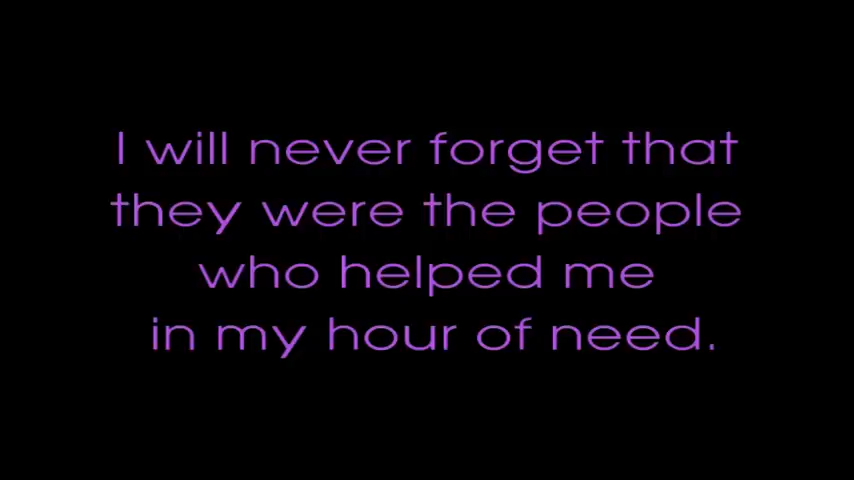 I will never forget that
they were the people
who helped me
in my hour of need.